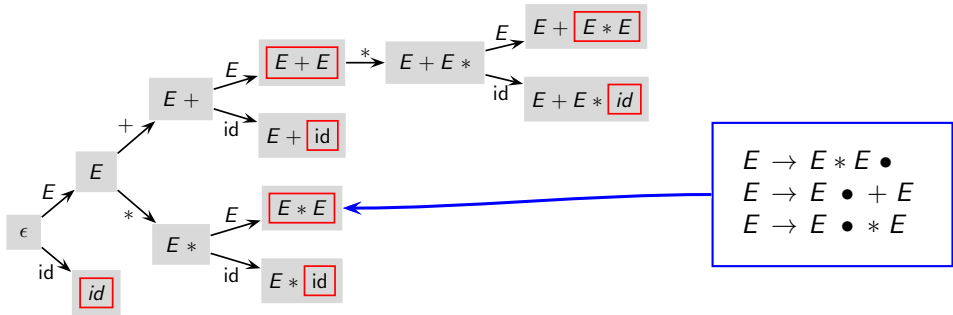 E + E ∗ E
E
E + E
∗
E + E ∗
E
E +
id
E + E ∗ id
+
id
E + id
E
E → E ∗ E •
E → E • + E
E → E • ∗ E
E
∗
E
E ∗ E
ϵ
E ∗
id
id
E ∗ id
id